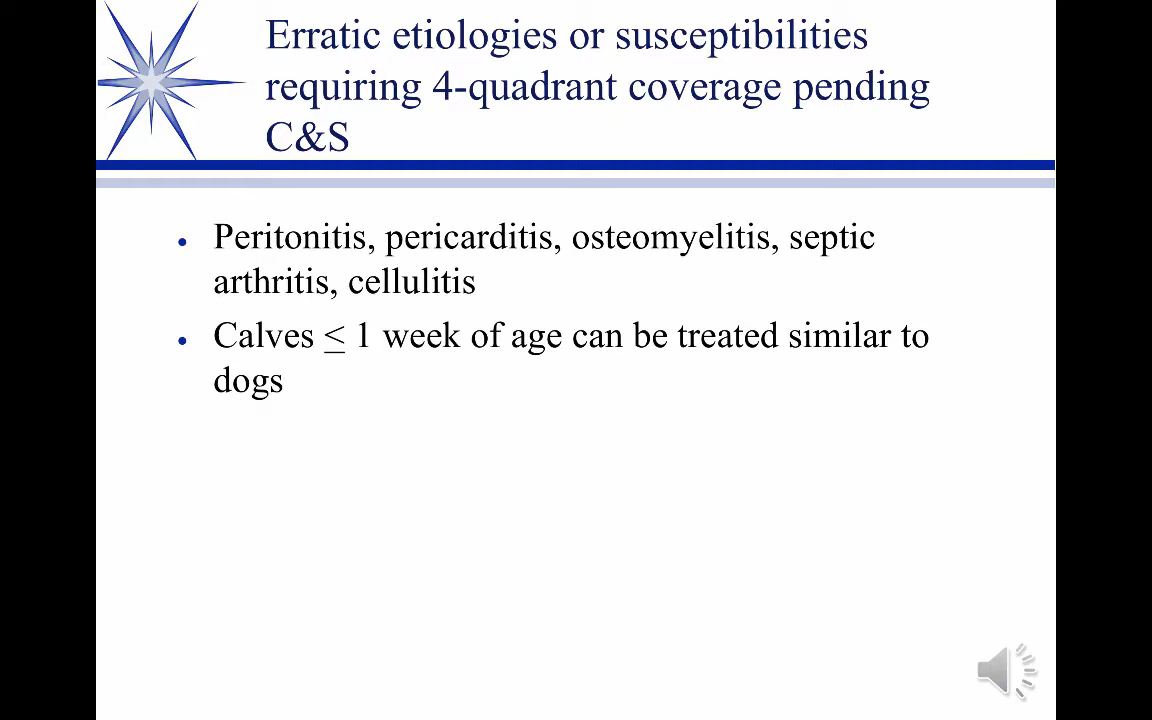 Erratic etiologies or susceptibilities
requiring 4-quadrant coverage pending
C&S
• Peritonitis, pericarditis, osteomyelitis, septic
arthritis, cellulitis
• Calves ≤ 1 week of age can be treated similar to
dogs